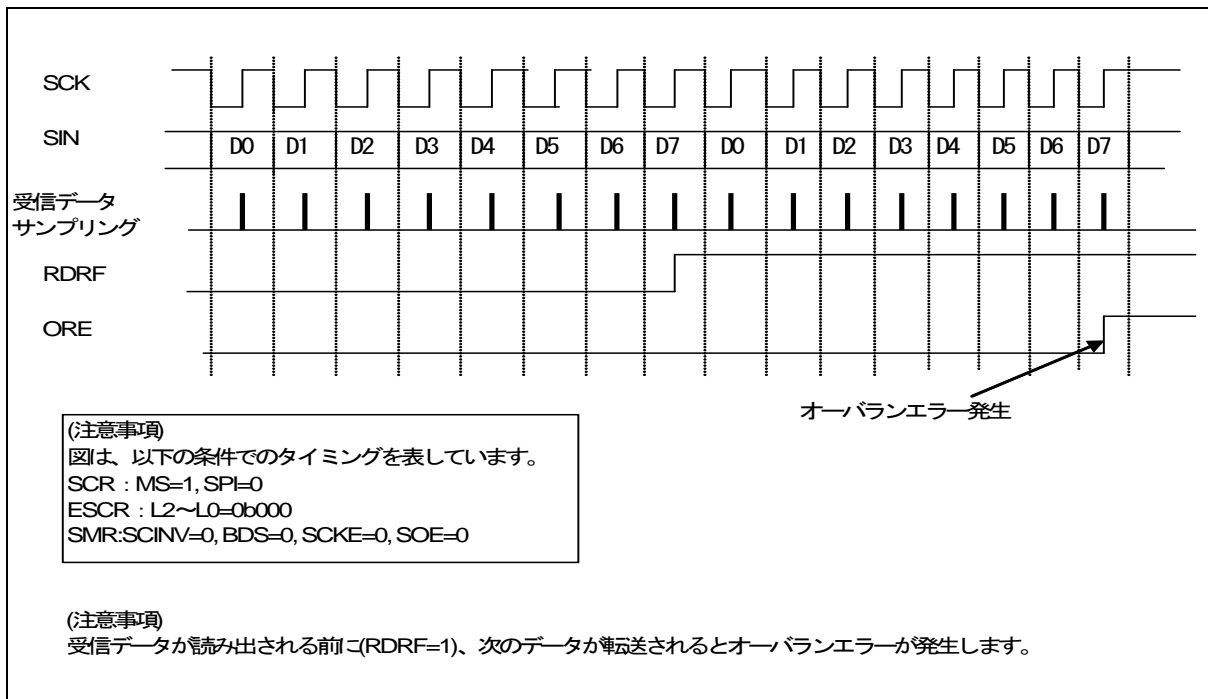 SCK
SIN
D0 D1 D2 D3 D4 D5 D6 D7 D0 D1 D2 D3 D4 D5 D6 D7
受信データ
サンプリング
RDRF
ORE
オーバランエラー発生
(注意事項)
図は、以下の条件でのタイミングを表しています。
SCR : MS=1, SPI=0
ESCR : L2～L0=0b000
SMR:SCINV=0, BDS=0, SCKE=0, SOE=0
(注意事項)
受信データが読み出される前に(RDRF=1)、次のデータが転送されるとオーバランエラーが発生します。